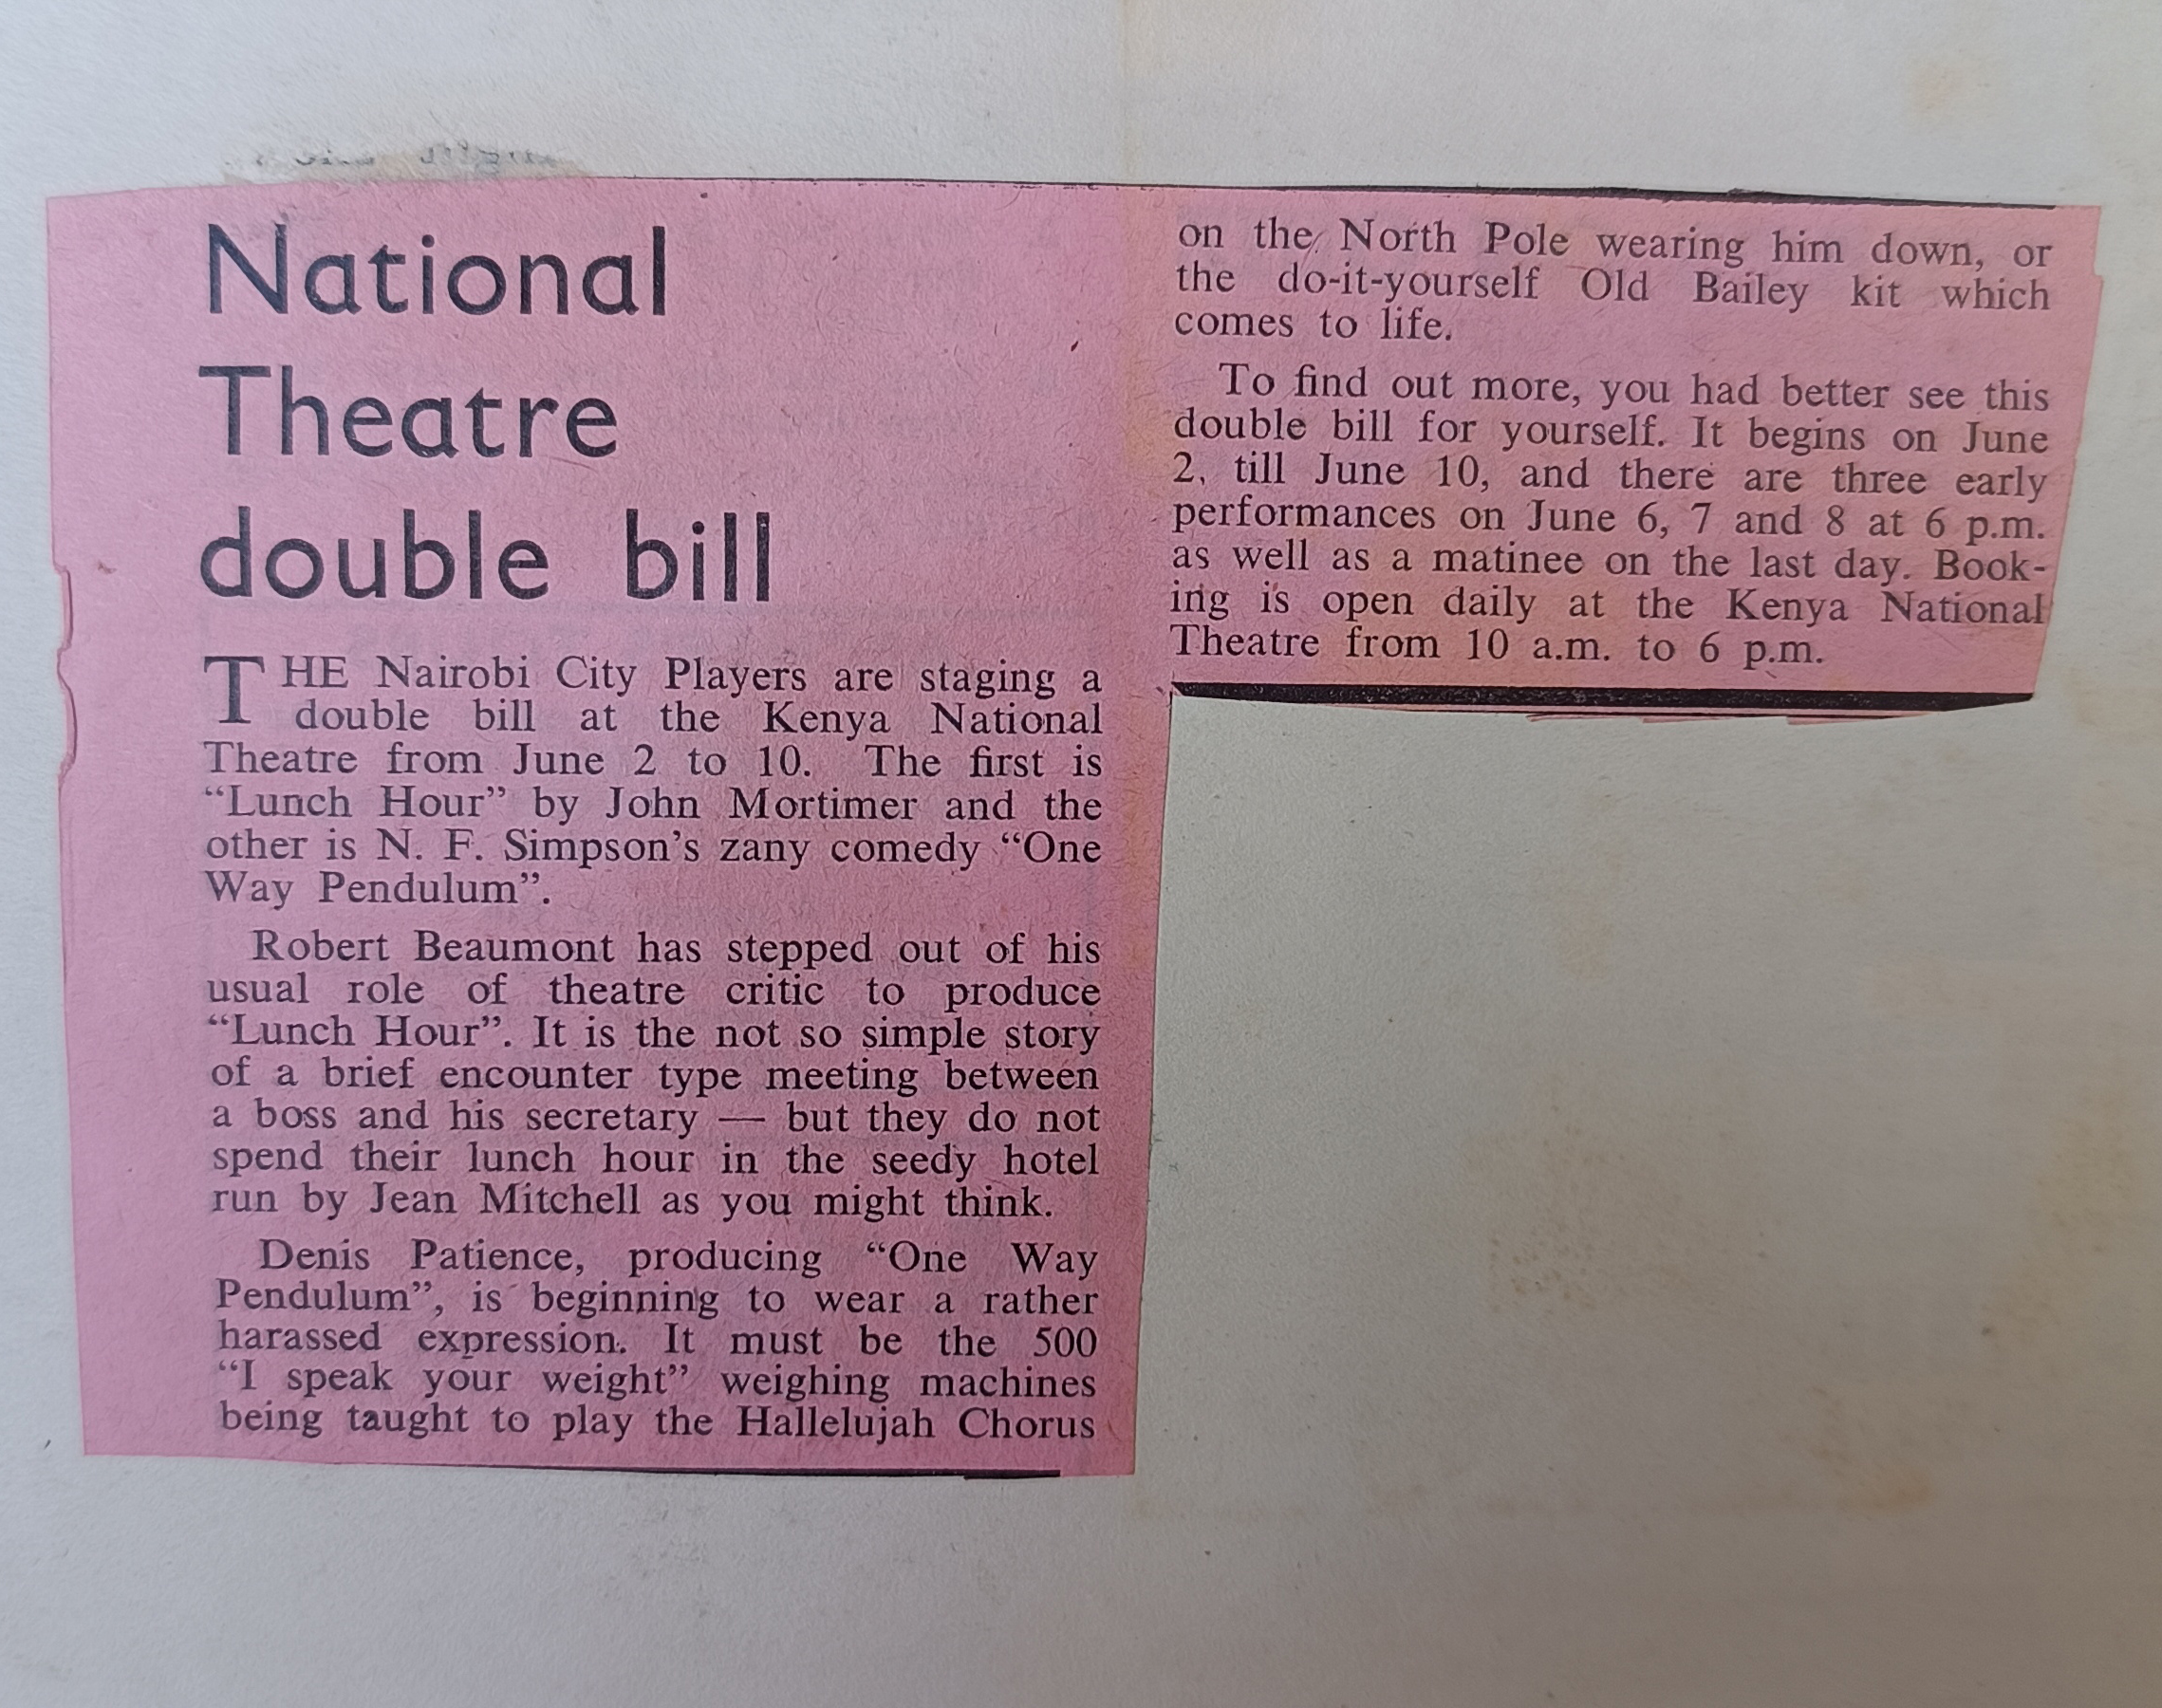 National
Theatre
double bill
THE Nairobi City Players are staging a
double bill at the Kenya National
Theatre from June 2 to 10. The first is
“Lunch Hour” by John Mortimer and the
other is N. F. Simpson’s zany comedy “One
Way Pendulum”.
Robert Beaumont has stepped out of his
usual role of theatre critic to produce
“Lunch Hour”. It is the not so simple story
of a brief encounter type meeting between
a boss and his secretary — but they do not
spend their lunch hour in the seedy hotel
run by Jean Mitchell as you might think.
Denis Patience, producing “One Way
Pendulum”, is beginning to wear a rather
harassed expression. It must be the 500
“I speak your weight” weighing machines
being taught to play the Hallelujah Chorus
on the North Pole wearing him down, or
the do-it-yourself Old Bailey kit which
comes to life.
To find out more, you had better see this
double bill for yourself. It begins on June
2, till June 10, and there are three early
performances on June 6, 7 and 8 at 6 p.m.
as well as a matinee on the last day. Book-
ing is open daily at the Kenya National
Theatre from 10 a.m. to 6 p.m.